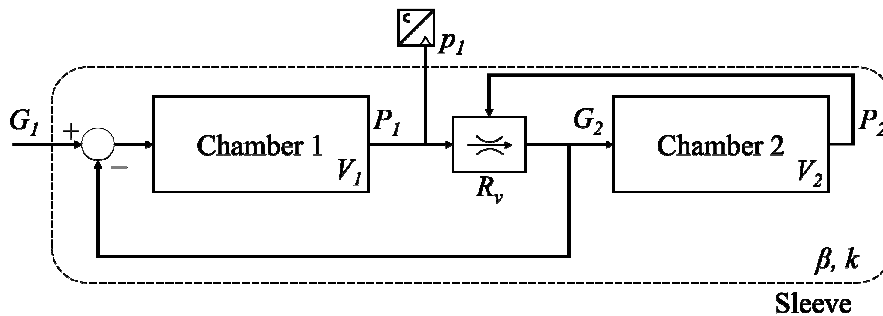 c
p1
G1
+
−
Chamber 1
V1
P1
Rv
G2
Chamber 2
V2
P2
β, k
Sleeve